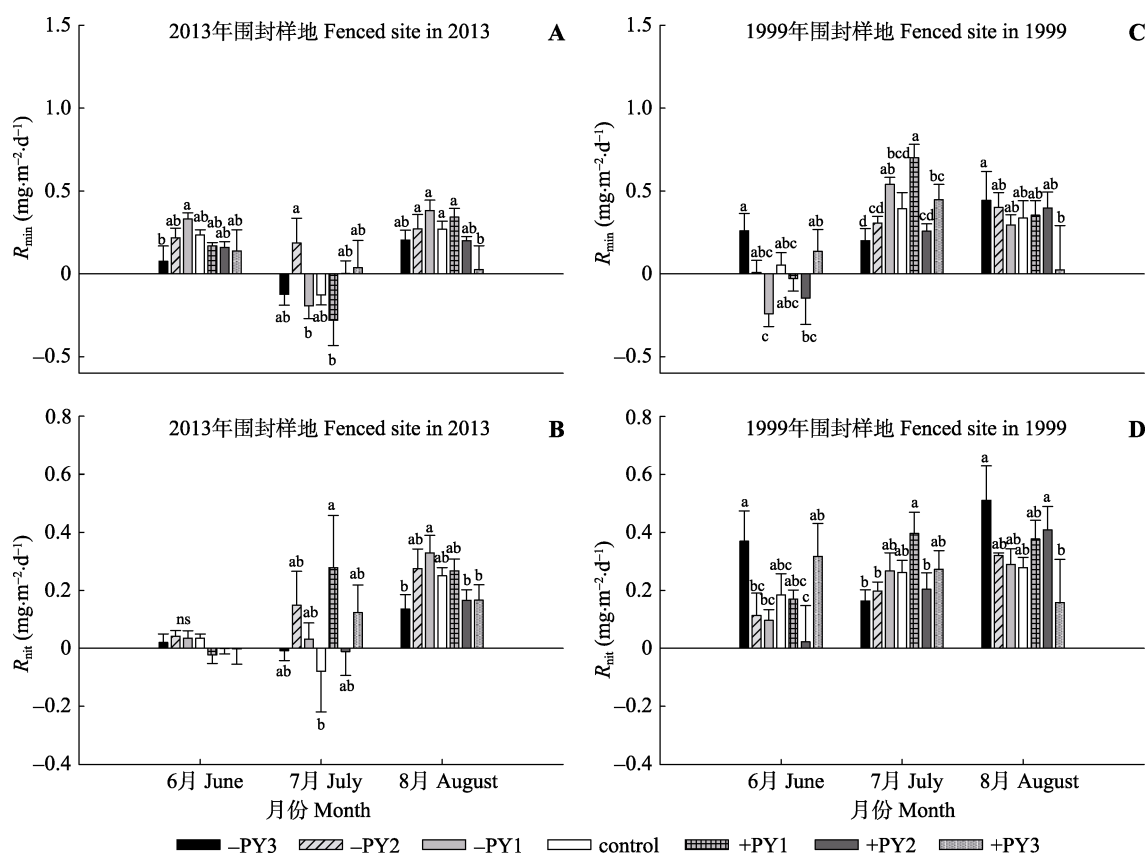 2013年围封样地 Fenced site in 2013 A
R_min (mg·m⁻²·d⁻¹)
1.5
1.0
0.5
0
–0.5
b ab a ab ab ab ab
ab a b ab b ab ab
ab a a a a ab b
1999年围封样地 Fenced site in 1999 C
R_min (mg·m⁻²·d⁻¹)
1.5
1.0
0.5
0
–0.5
a abc c abc abc bc ab
d cd ab bcd a cd bc
a ab ab ab ab ab b
2013年围封样地 Fenced site in 2013 B
R_nit (mg·m⁻²·d⁻¹)
0.8
0.6
0.4
0.2
0
–0.2
–0.4
ns
ab ab ab b a ab ab
b ab a ab ab b b
6月 June 7月 July 8月 August
月份 Month
1999年围封样地 Fenced site in 1999 D
R_nit (mg·m⁻²·d⁻¹)
0.8
0.6
0.4
0.2
0
–0.2
–0.4
a bc bc abc abc c ab
b b ab ab a b ab
a ab ab ab ab a b
6月 June 7月 July 8月 August
月份 Month
–PY3 –PY2 –PY1 control +PY1 +PY2 +PY3